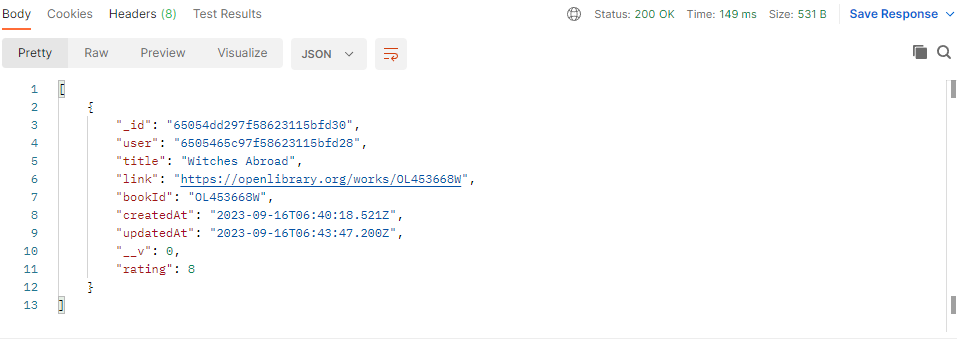 Body Cookies Headers (8) Test Results Status: 200 OK Time: 149 ms Size: 531 B Save Response
Pretty Raw Preview Visualize JSON
1 [
2 {
3 "_id": "65054dd297f58623115bfd30",
4 "user": "6505465c97f58623115bfd28",
5 "title": "Witches Abroad",
6 "link": "https://openlibrary.org/works/OL453668W",
7 "bookId": "OL453668W",
8 "createdAt": "2023-09-16T06:40:18.521Z",
9 "updatedAt": "2023-09-16T06:43:47.200Z",
10 "__v": 0,
11 "rating": 8
12 }
13 ]